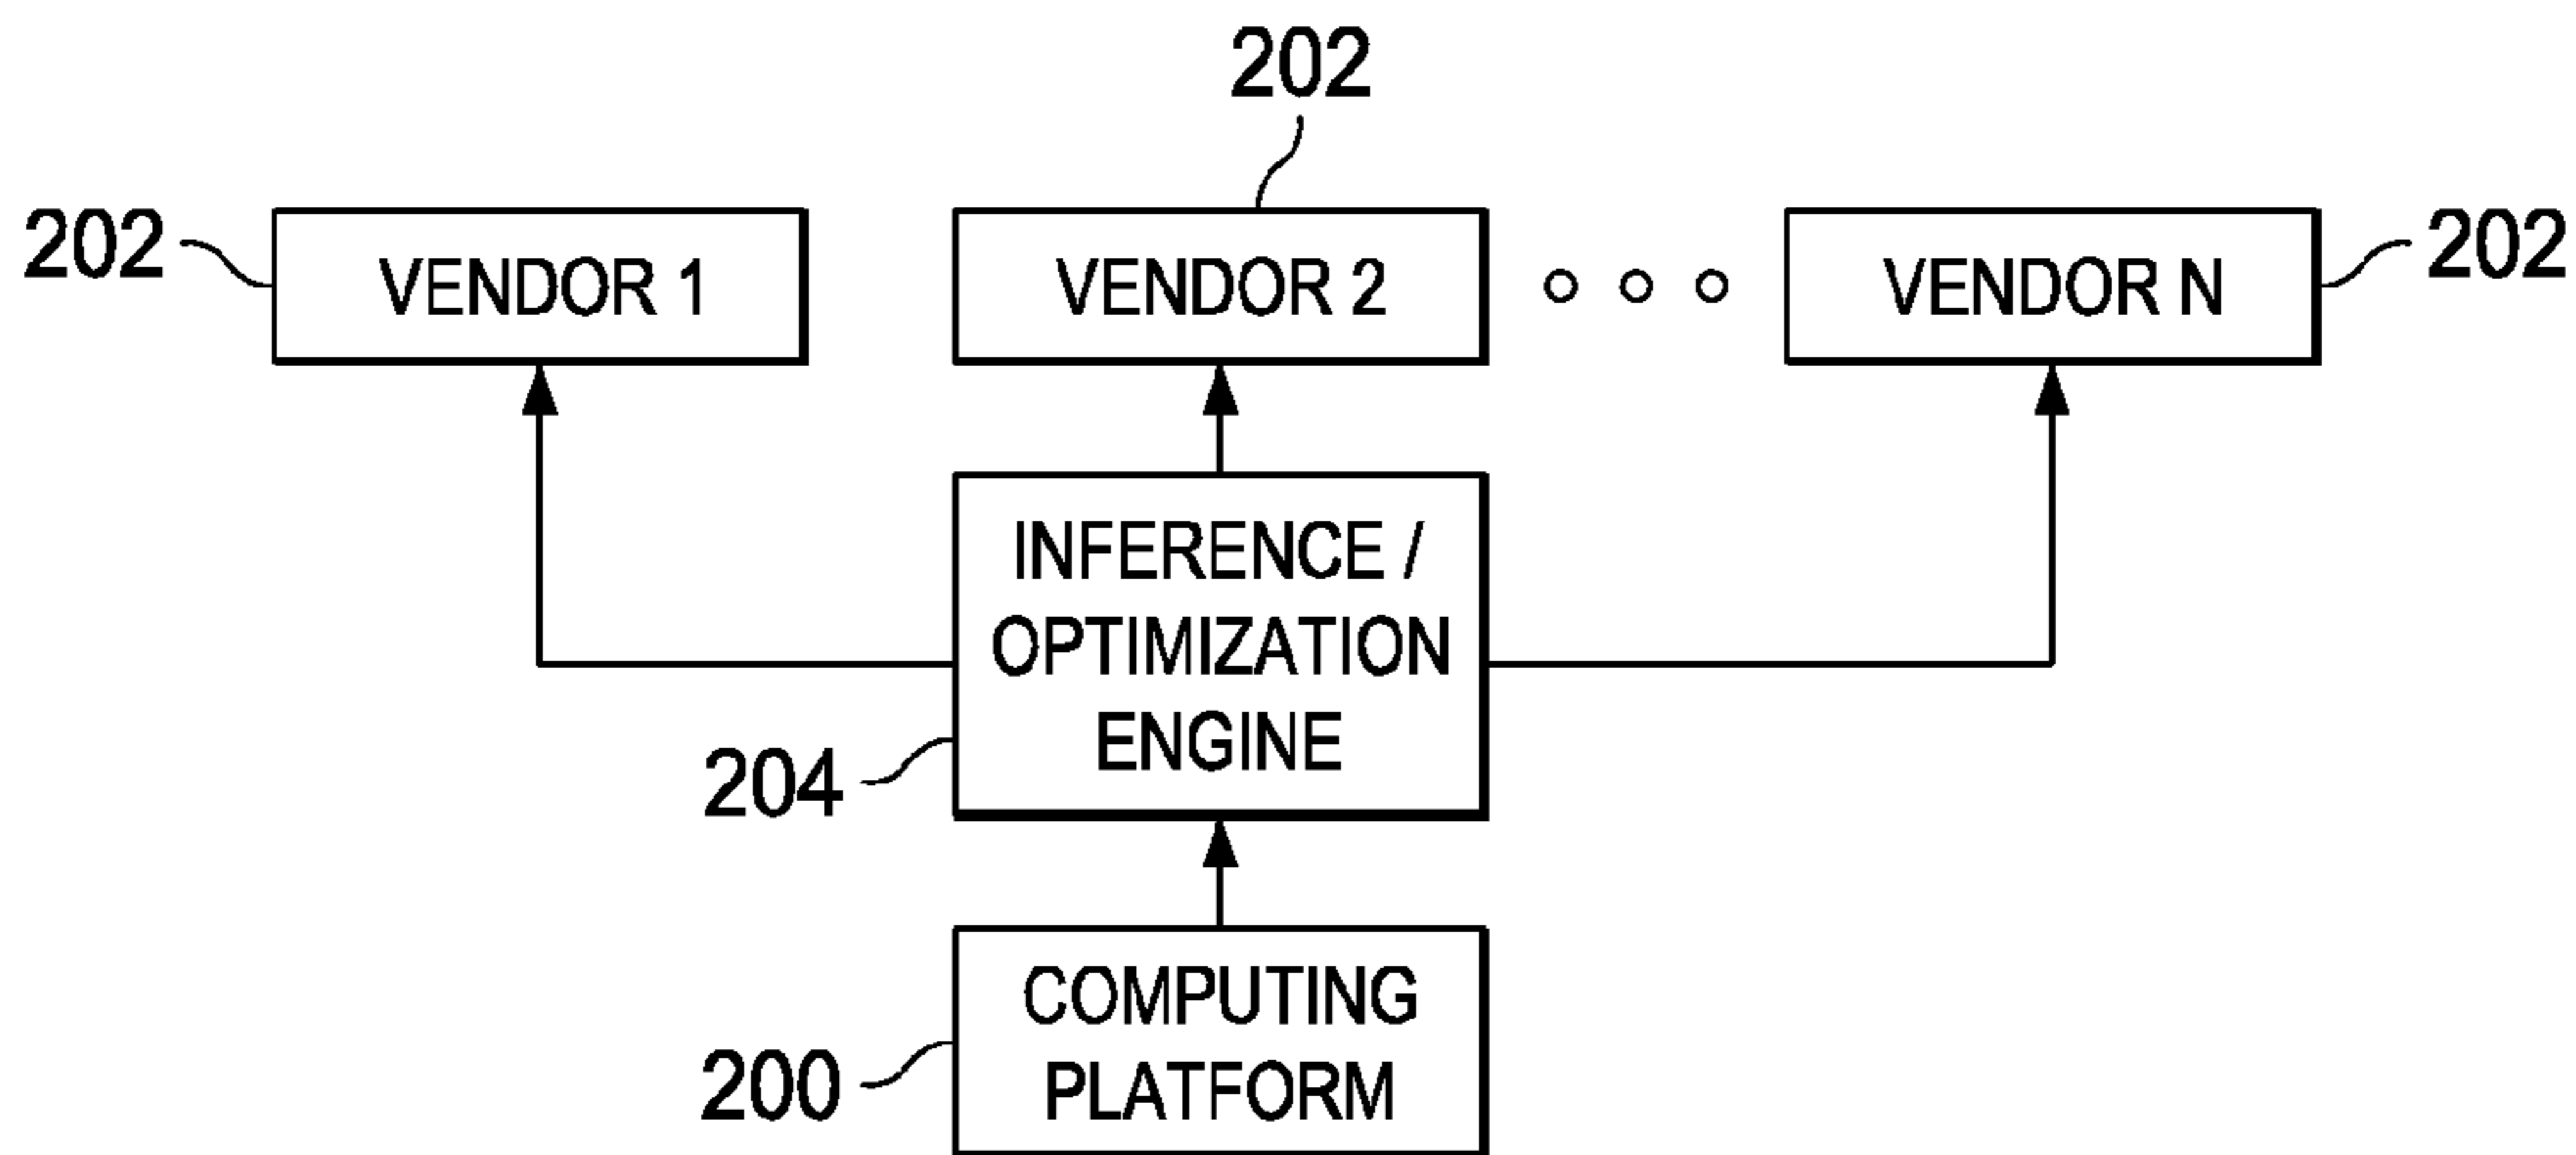 202
202 VENDOR 1 VENDOR 2 VENDOR N 202
INFERENCE /
OPTIMIZATION
ENGINE
204
COMPUTING
PLATFORM
200